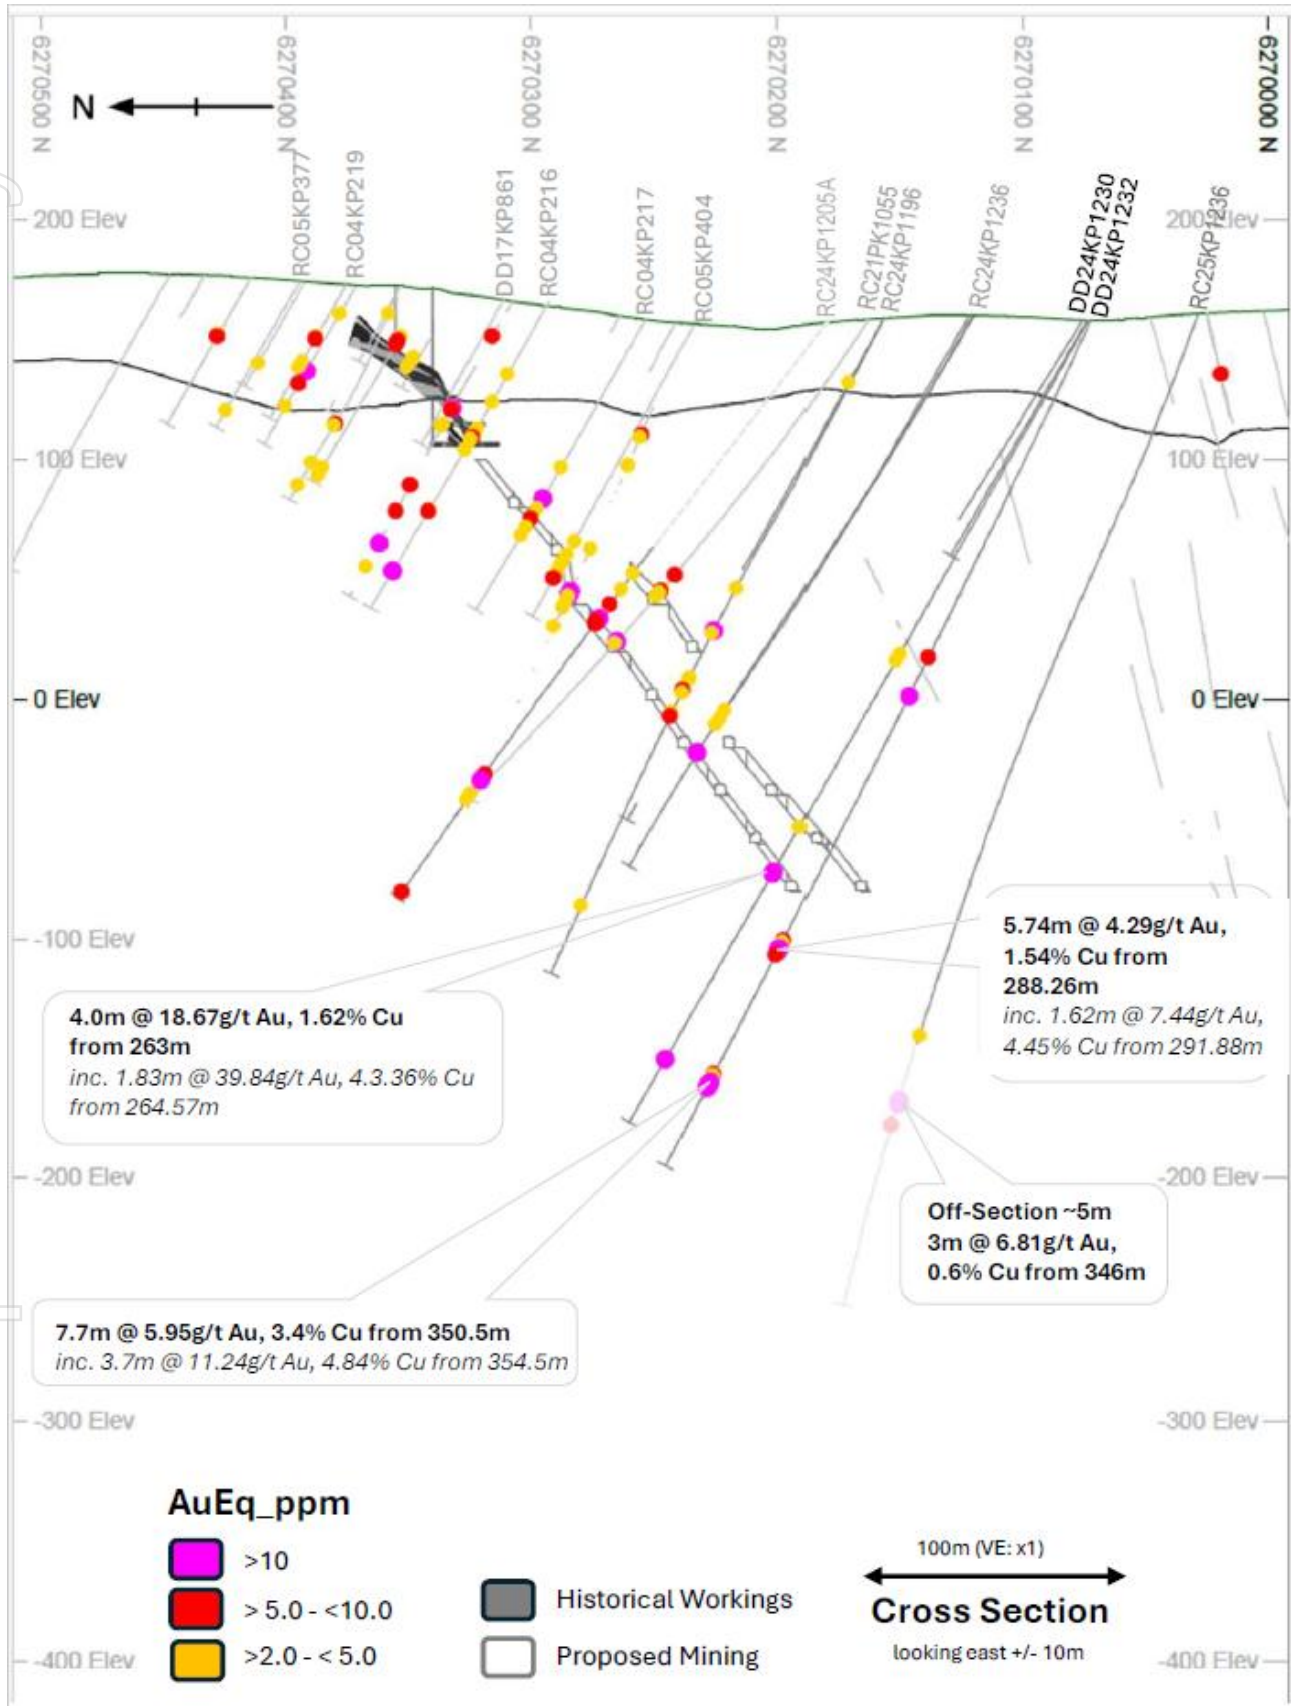 6270500 N
6270400 N
6270300 N
6270200 N
6270100 N
6270000 N
N
RC05KP377
RC04KP219
DD17KP861
RC04KP216
RC04KP217
RC05KP404
RC24KP1205A
RC21PK1055
RC24KP1196
RC24KP1236
DD24KP1230
DD24KP1232
RC25KP1236
200 Elev
200 Elev
100 Elev
100 Elev
0 Elev
0 Elev
-100 Elev
5.74m @ 4.29g/t Au,
1.54% Cu from
288.26m
inc. 1.62m @ 7.44g/t Au,
4.45% Cu from 291.88m
4.0m @ 18.67g/t Au, 1.62% Cu
from 263m
inc. 1.83m @ 39.84g/t Au, 4.3.36% Cu
from 264.57m
-200 Elev
-200 Elev
Off-Section ~5m
3m @ 6.81g/t Au,
0.6% Cu from 346m
7.7m @ 5.95g/t Au, 3.4% Cu from 350.5m
inc. 3.7m @ 11.24g/t Au, 4.84% Cu from 354.5m
-300 Elev
-300 Elev
AuEq_ppm
>10
> 5.0 - <10.0
>2.0 - < 5.0
Historical Workings
Proposed Mining
100m (VE: x1)
Cross Section
looking east +/- 10m
-400 Elev
-400 Elev